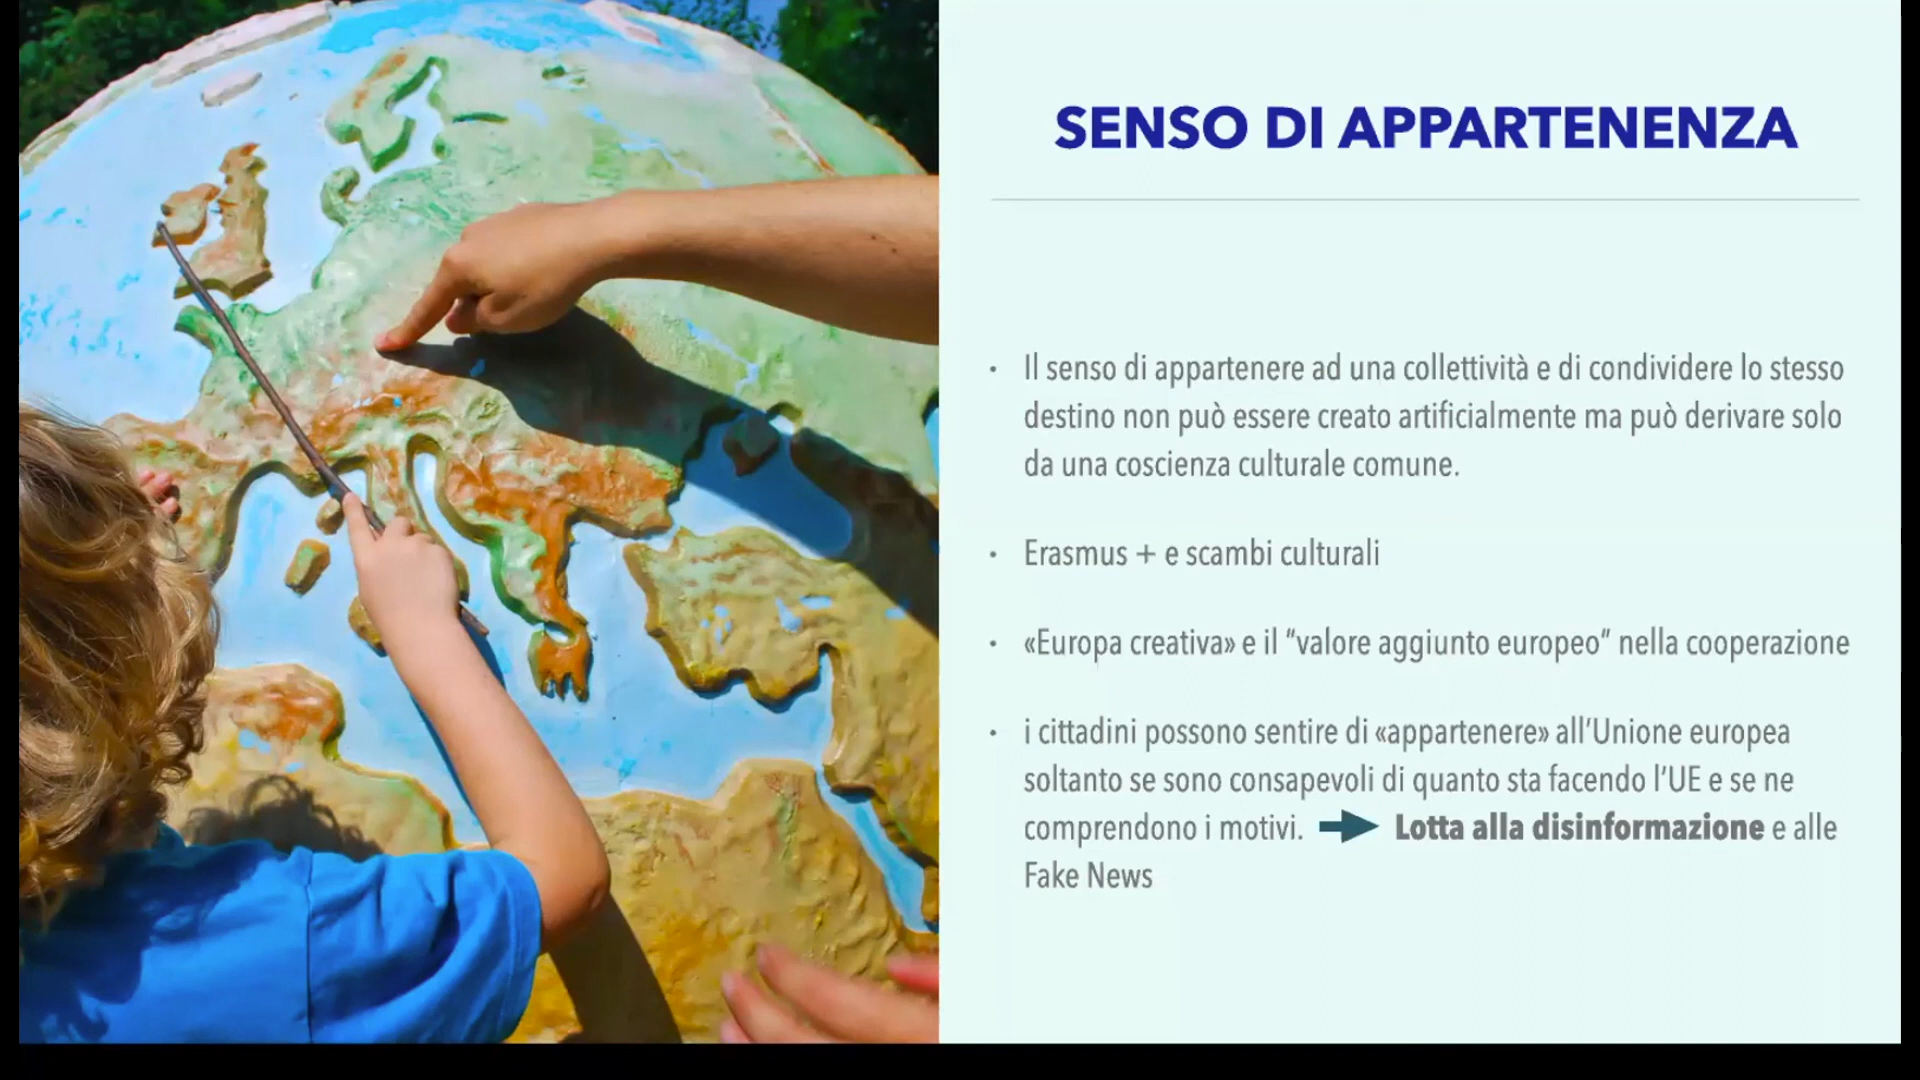 SENSO DI APPARTENENZA
• Il senso di appartenere ad una collettività e di condividere lo stesso
destino non può essere creato artificialmente ma può derivare solo
da una coscienza culturale comune.
• Erasmus + e scambi culturali
• «Europa creativa» e il “valore aggiunto europeo” nella cooperazione
• i cittadini possono sentire di «appartenere» all’Unione europea
soltanto se sono consapevoli di quanto sta facendo l’UE e se ne
comprendono i motivi. Lotta alla disinformazione e alle
Fake News